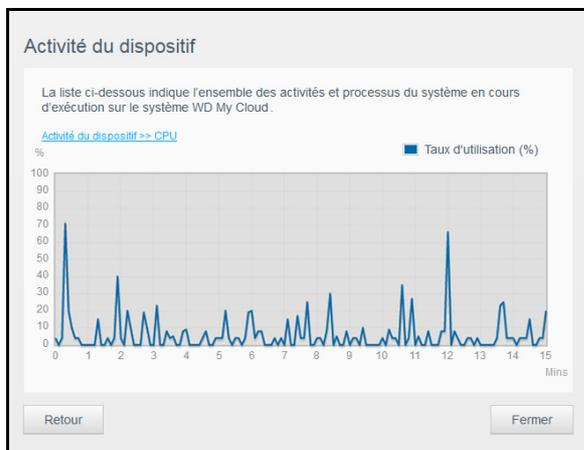 Activité du dispositif
La liste ci-dessous indique l'ensemble des activités et processus du système en cours
d'exécution sur le système WD My Cloud.
Activité du dispositif >> CPU
%
Taux d'utilisation (%)
100
90
80
70
60
50
40
30
20
10
0
0 1 2 3 4 5 6 7 8 9 10 11 12 13 14 15
Mins
Retour
Fermer